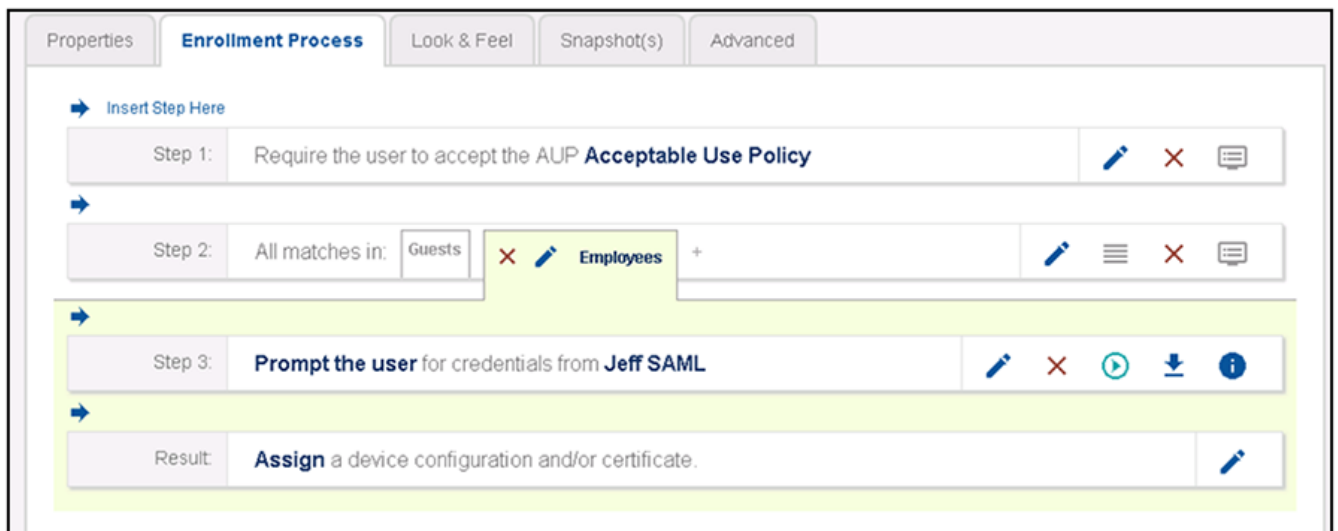 Properties Enrollment Process Look & Feel Snapshot(s) Advanced
Insert Step Here
Step 1: Require the user to accept the AUP Acceptable Use Policy
Step 2: All matches in: Guests Employees +
Step 3: Prompt the user for credentials from Jeff SAML
Result: Assign a device configuration and/or certificate.